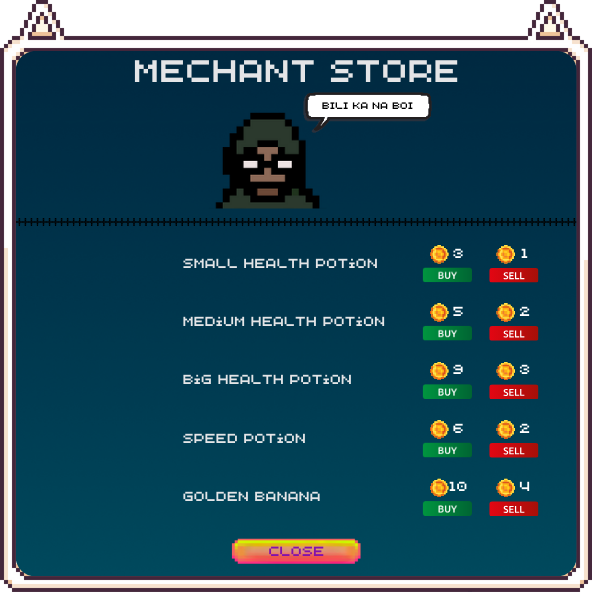 MECHANT STORE
BILI KA NA BOI
3 1
SMALL HEALTH POTION
BUY SELL
5 2
MEDIUM HEALTH POTION
BUY SELL
9 3
BIG HEALTH POTION
BUY SELL
6 2
SPEED POTION
BUY SELL
10 4
GOLDEN BANANA
BUY SELL
CLOSE